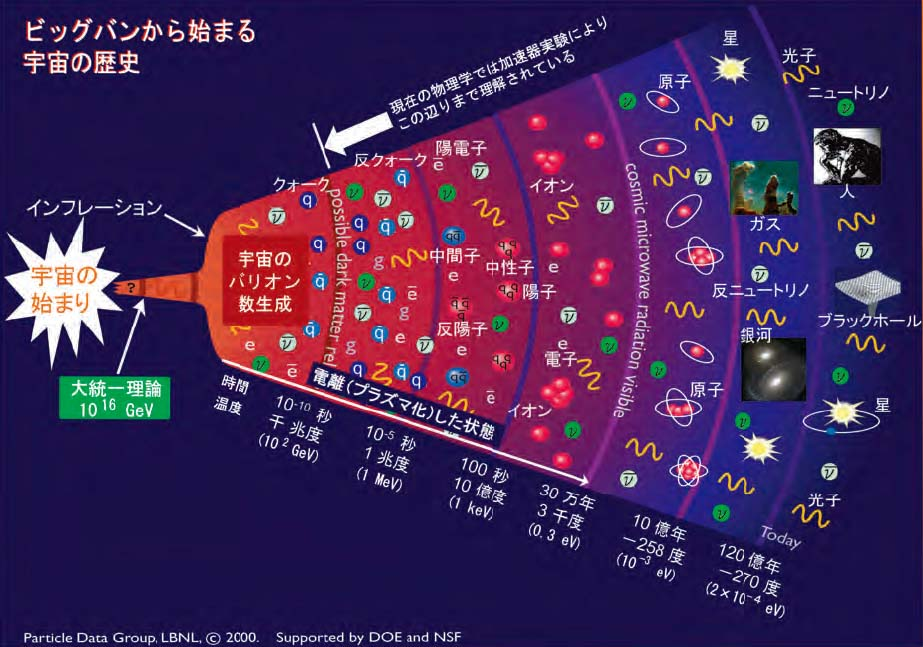 ビッグバンから始まる
宇宙の歴史
現在の物理学では加速器実験により
この辺りまで理解されている
インフレーション
宇宙の
始まり
?
大統一理論
10¹⁶ GeV
宇宙の
バリオン
数生成
クォーク
反クォーク
陽電子
possible dark matter
中間子
中性子
陽子
反陽子
イオン
電子
イオン
電離(プラズマ化)した状態
cosmic microwave radiation visible
原子
原子
星
ガス
反ニュートリノ
銀河
光子
ニュートリノ
人
ブラックホール
星
光子
Today
時間
温度
10⁻¹⁰ 秒
千 兆度
(10² GeV)
10⁻⁵ 秒
1 兆度
(1 MeV)
100 秒
10 億度
(1 keV)
30 万年
3 千度
(0.3 eV)
10 億年
−258 度
(10⁻³ eV)
120 億年
−270 度
(2×10⁻⁴ eV)
Particle Data Group, LBNL, © 2000. Supported by DOE and NSF